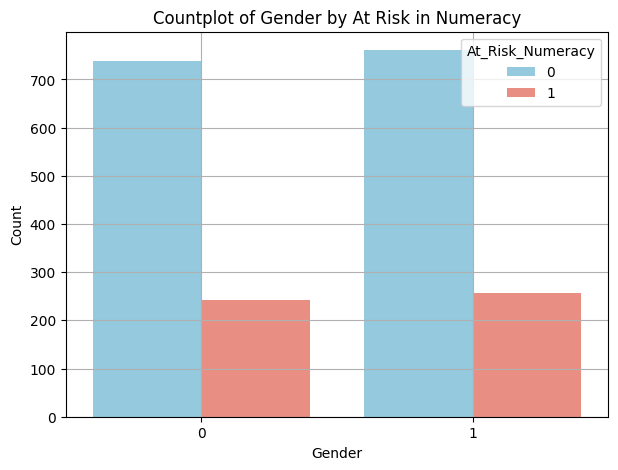 Countplot of Gender by At Risk in Numeracy
At_Risk_Numeracy
0
1
700
600
500
400
300
200
100
0
Count
0 1
Gender